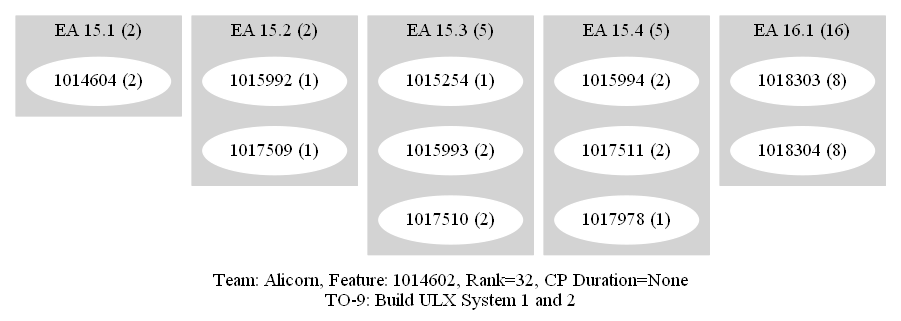 EA 15.1 (2)
1014604 (2)
EA 15.2 (2)
1015992 (1)
1017509 (1)
EA 15.3 (5)
1015254 (1)
1015993 (2)
1017510 (2)
EA 15.4 (5)
1015994 (2)
1017511 (2)
1017978 (1)
EA 16.1 (16)
1018303 (8)
1018304 (8)
Team: Alicorn, Feature: 1014602, Rank=32, CP Duration=None
TO-9: Build ULX System 1 and 2